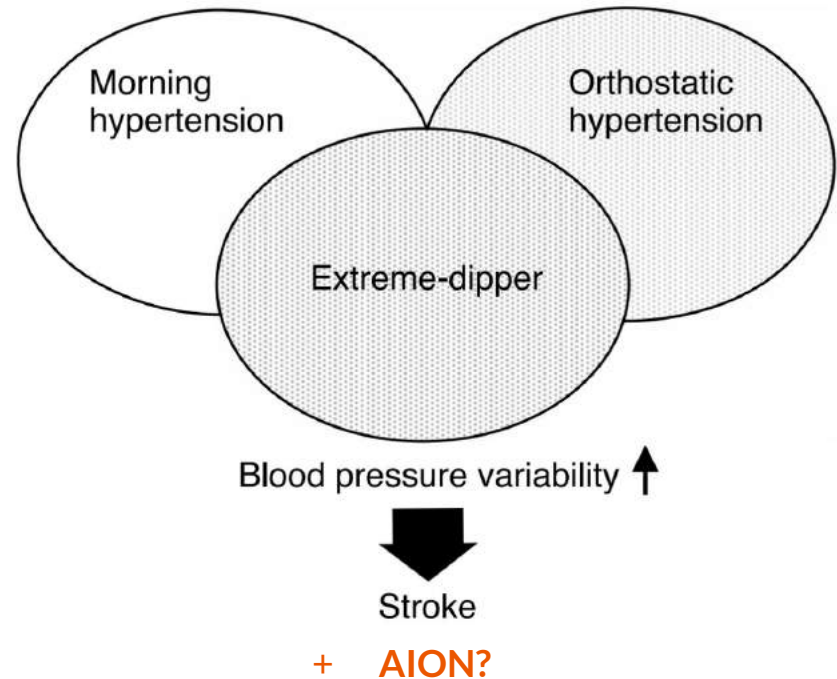 Morning
hypertension
Orthostatic
hypertension
Extreme-dipper
Blood pressure variability ↑
Stroke
+ AION?